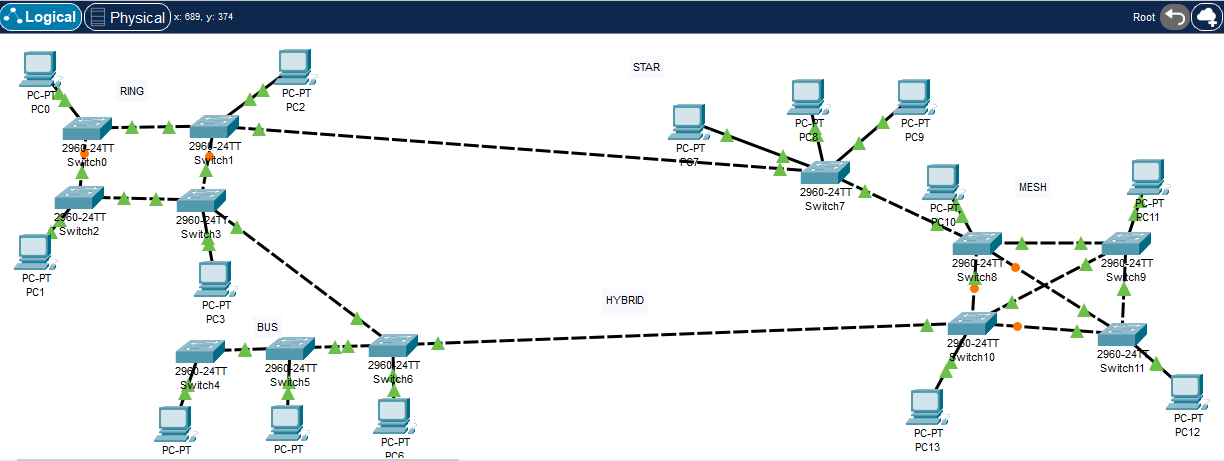 Logical
Physical
x: 689, y: 374
Root
RING
STAR
MESH
HYBRID
BUS
PC-PT
PC0
PC-PT
PC2
2960-24TT
Switch0
2960-24TT
Switch1
2960-24TT
Switch2
2960-24TT
Switch3
PC-PT
PC1
PC-PT
PC3
PC-PT
PC7
PC-PT
PC8
PC-PT
PC9
2960-24TT
Switch7
PC-PT
PC10
PC-PT
PC11
2960-24TT
Switch8
2960-24TT
Switch9
2960-24TT
Switch10
2960-24TT
Switch11
2960-24TT
Switch4
2960-24TT
Switch5
2960-24TT
Switch6
PC-PT
PC-PT
PC-PT
PC6
PC-PT
PC13
PC-PT
PC12